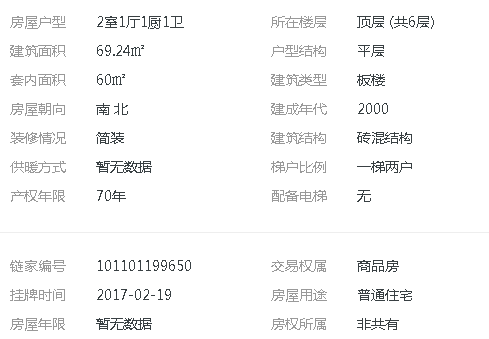 房屋户型 2室1厅1厨1卫 所在楼层 顶层 (共6层)
建筑面积 69.24㎡ 户型结构 平层
套内面积 60㎡ 建筑类型 板楼
房屋朝向 南 北 建成年代 2000
装修情况 简装 建筑结构 砖混结构
供暖方式 暂无数据 梯户比例 一梯两户
产权年限 70年 配备电梯 无
链家编号 101101199650 交易权属 商品房
挂牌时间 2017-02-19 房屋用途 普通住宅
房屋年限 暂无数据 房权所属 非共有